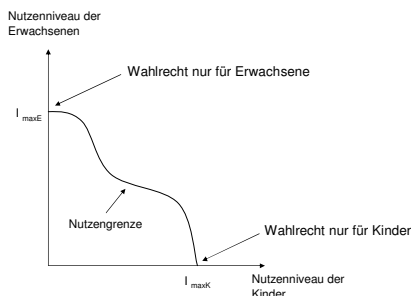 Nutzenniveau der
Erwachsenen
Wahlrecht nur für Erwachsene
I maxE
Nutzengrenze
Wahlrecht nur für Kinder
I maxK
Nutzenniveau der
Kinder